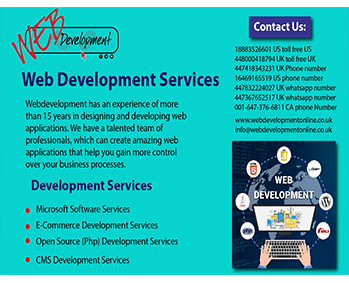 WEB
Development
Web Development Services
Webdevelopment has an experience of more
than 15 years in designing and developing web
applications. We have a talented team of
professionals, which can create amazing web
applications that help you gain more control
over your business processes.
Development Services
Microsoft Software Services
E-Commerce Development Services
Open Source (Php) Development Services
CMS Development Services
Contact Us:
18883526601 US toll free US
448000418794 UK toll free UK
447418343231 UK Phone number
16469165519 US phone number
447832224027 UK whatsapp number
447367652517 UK whatsapp number
001-647-376-6811 CA phone Number
www.webdevelopmentonline.co.uk
info@webdevelopmentonline.co.uk
WEB
DEVELOPMENT